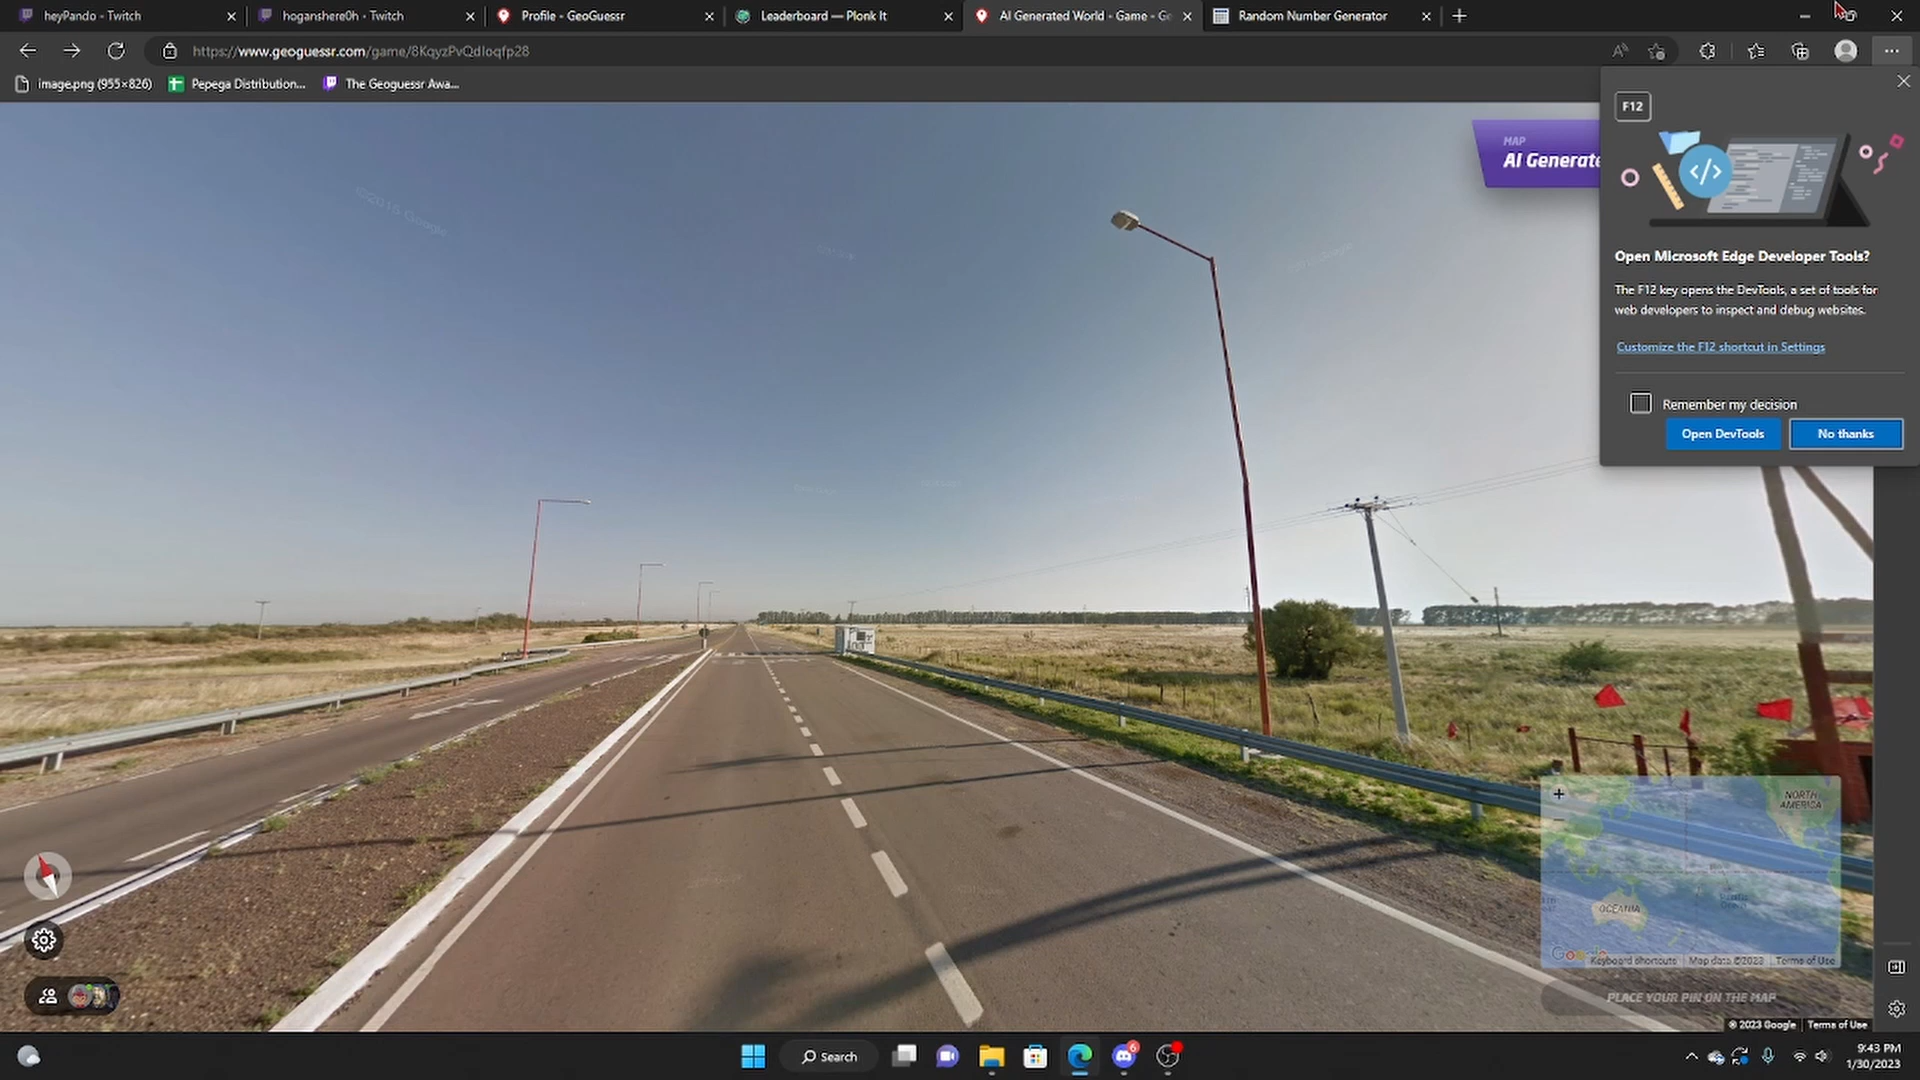 heyPando - Twitch
hoganshere0h - Twitch
Profile - GeoGuessr
Leaderboard — Plonk It
AI Generated World - Game - Ge
Random Number Generator
https://www.geoguessr.com/game/8KqyzPvQdloqfp28
image.png (955×826)
Pepega Distribution...
The Geoguessr Awa...
MAP
AI Generate
F12
</>
Open Microsoft Edge Developer Tools?
The F12 key opens the DevTools, a set of tools for
web developers to inspect and debug websites.
Customize the F12 shortcut in Settings
Remember my decision
Open DevTools
No thanks
NORTH
AMERICA
OCEANIA
Google
Keyboard shortcuts
Map data ©2023
Terms of Use
PLACE YOUR PIN ON THE MAP
© 2023 Google
Terms of Use
Search
6
9:43 PM
1/30/2023